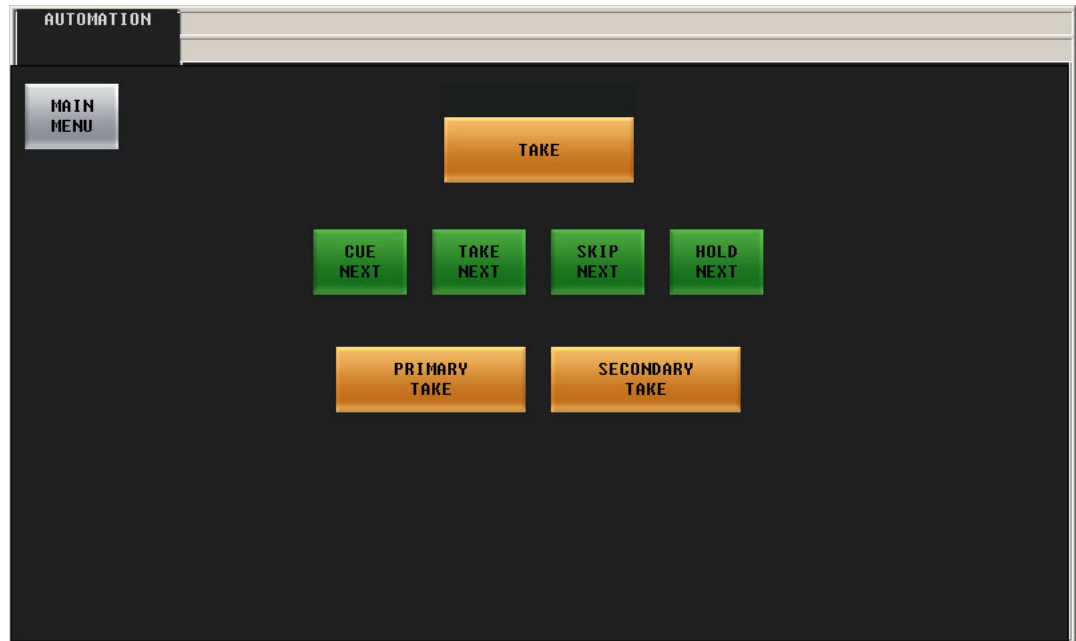 AUTOMATION
MAIN
MENU
TAKE
CUE
NEXT
TAKE
NEXT
SKIP
NEXT
HOLD
NEXT
PRIMARY
TAKE
SECONDARY
TAKE